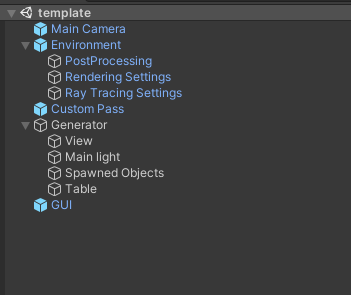 template
Main Camera
Environment
PostProcessing
Rendering Settings
Ray Tracing Settings
Custom Pass
Generator
View
Main light
Spawned Objects
Table
GUI